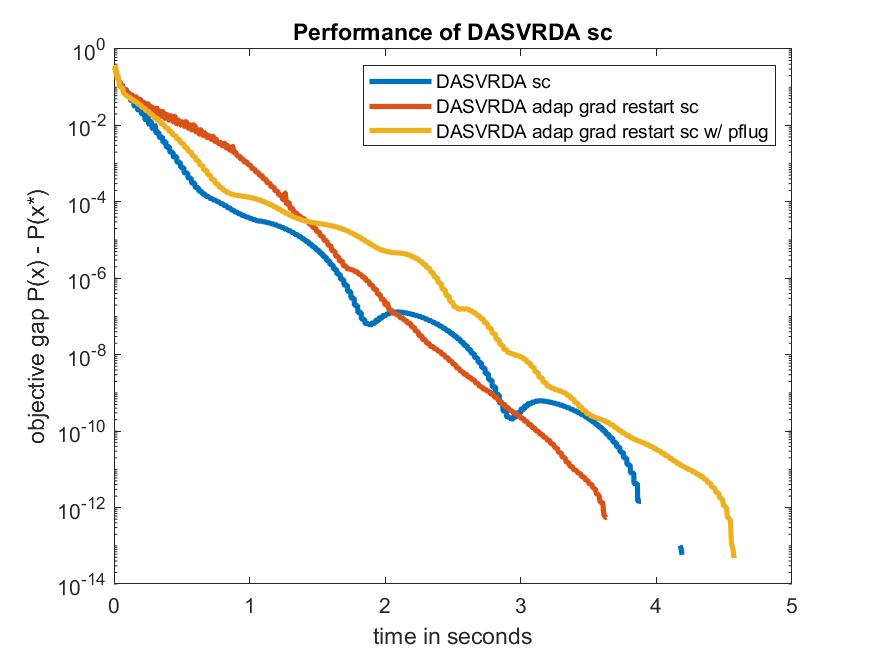 Performance of DASVRDA sc
DASVRDA sc
DASVRDA adap grad restart sc
DASVRDA adap grad restart sc w/ pflug
objective gap P(x) - P(x*)
10^0
10^-2
10^-4
10^-6
10^-8
10^-10
10^-12
10^-14
0 1 2 3 4 5
time in seconds